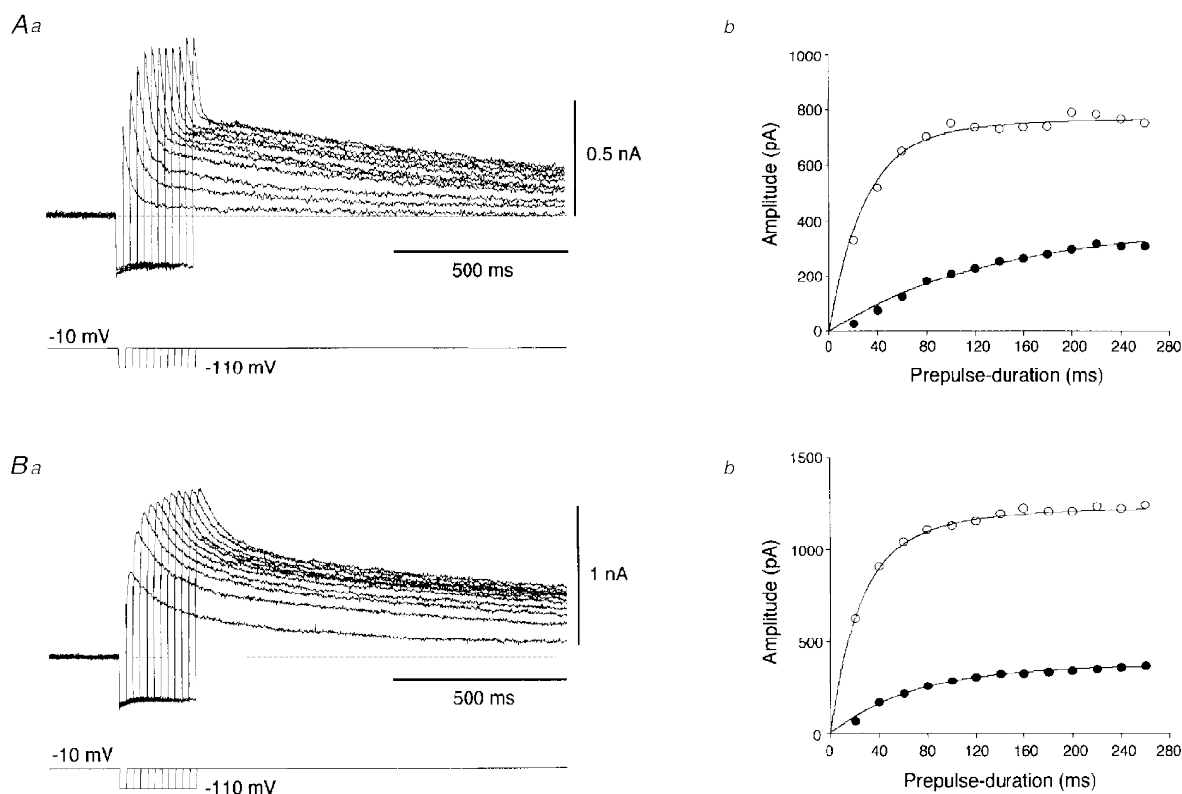 Aa
0.5 nA
500 ms
-10 mV
-110 mV
b
1000
800
600
400
200
0
Amplitude (pA)
0 40 80 120 160 200 240 280
Prepulse-duration (ms)
Ba
1 nA
500 ms
-10 mV
-110 mV
b
1500
1000
500
0
Amplitude (pA)
0 40 80 120 160 200 240 280
Prepulse-duration (ms)